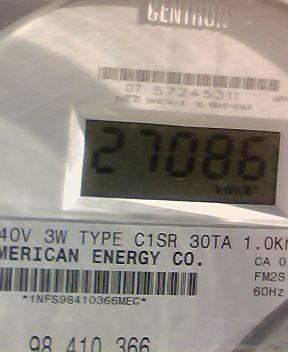 CENTRON
07 57245311
27086
kWh
40V 3W TYPE C1SR 30TA 1.0Kh
MERICAN ENERGY CO.
CA 0
FM2S
60Hz
*1NFS98410366MEC*
98 410 366